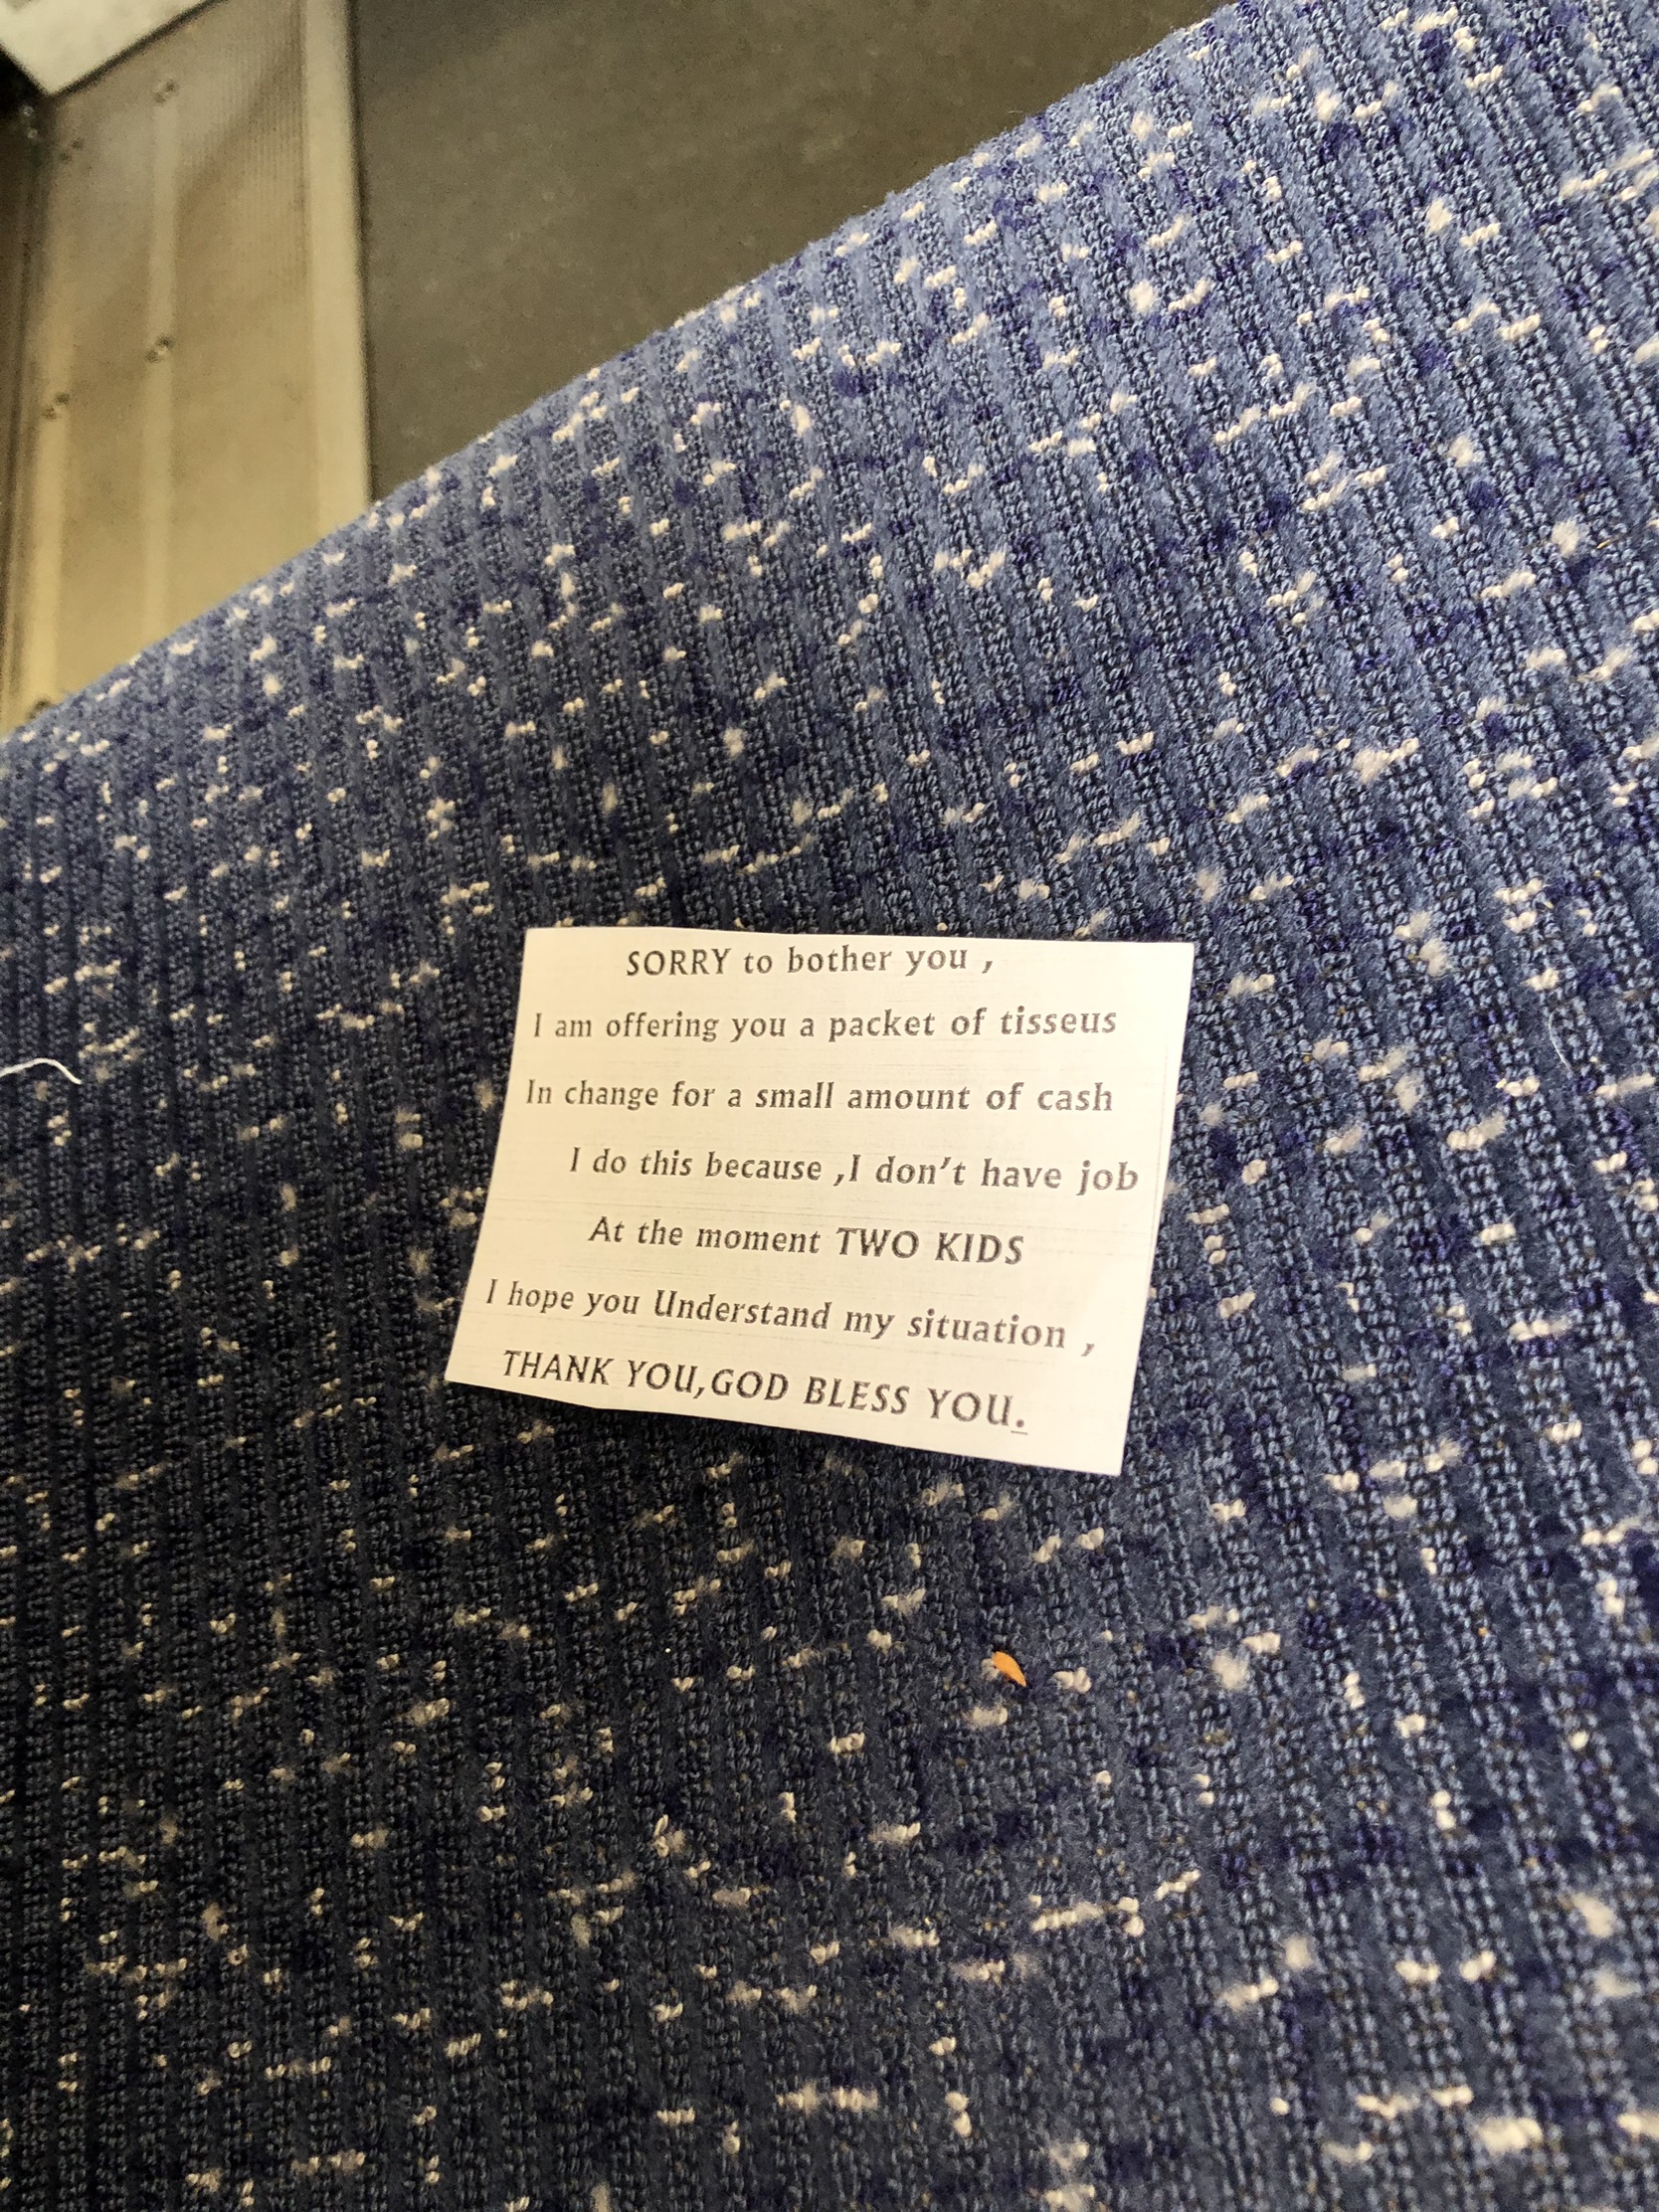 SORRY to bother you ,
I am offering you a packet of tisseus
In change for a small amount of cash
I do this because ,I don't have job
At the moment TWO KIDS
I hope you Understand my situation ,
THANK YOU,GOD BLESS YOU.